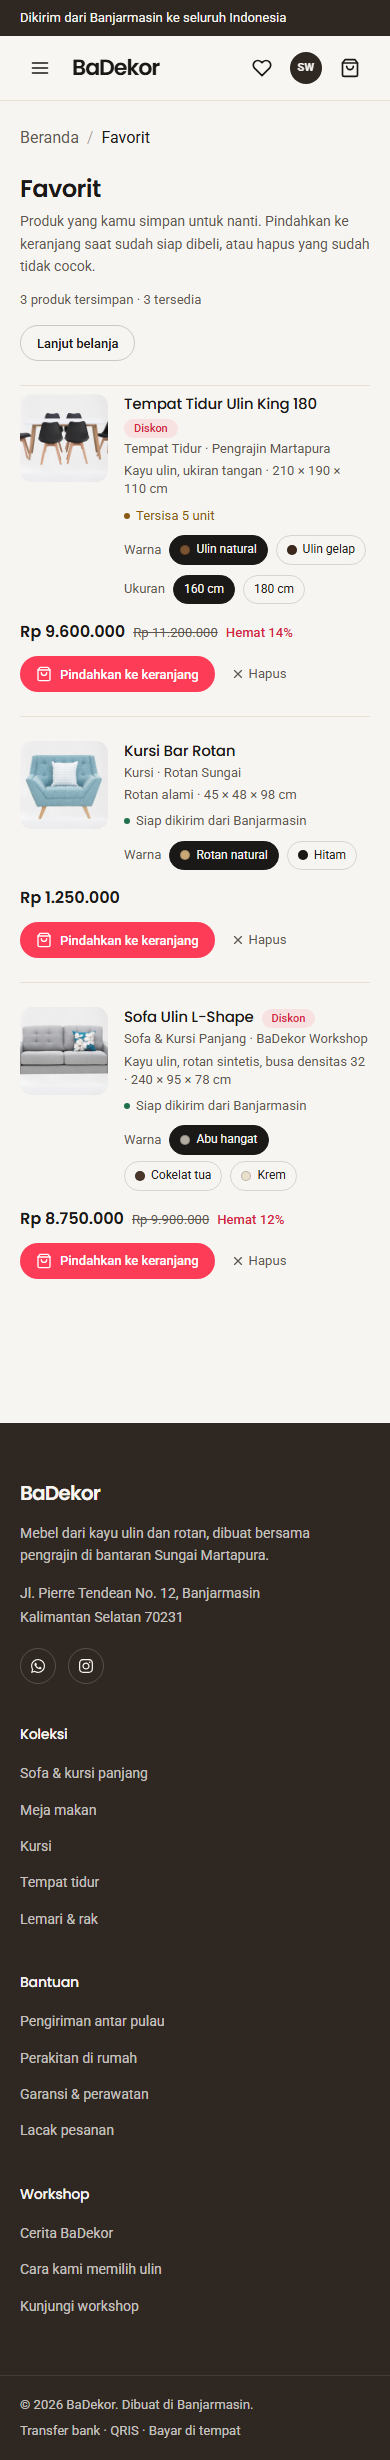 Dikirim dari Banjarmasin ke seluruh Indonesia
BaDekor
SW
Beranda / Favorit
Favorit
Produk yang kamu simpan untuk nanti. Pindahkan ke
keranjang saat sudah siap dibeli, atau hapus yang sudah
tidak cocok.
3 produk tersimpan · 3 tersedia
Lanjut belanja
Tempat Tidur Ulin King 180
Diskon
Tempat Tidur · Pengrajin Martapura
Kayu ulin, ukiran tangan · 210 × 190 ×
110 cm
Tersisa 5 unit
Warna Ulin natural Ulin gelap
Ukuran 160 cm 180 cm
Rp 9.600.000 Rp 11.200.000 Hemat 14%
Pindahkan ke keranjang × Hapus
Kursi Bar Rotan
Kursi · Rotan Sungai
Rotan alami · 45 × 48 × 98 cm
Siap dikirim dari Banjarmasin
Warna Rotan natural Hitam
Rp 1.250.000
Pindahkan ke keranjang × Hapus
Sofa Ulin L-Shape Diskon
Sofa & Kursi Panjang · BaDekor Workshop
Kayu ulin, rotan sintetis, busa densitas 32
· 240 × 95 × 78 cm
Siap dikirim dari Banjarmasin
Warna Abu hangat
Cokelat tua Krem
Rp 8.750.000 Rp 9.900.000 Hemat 12%
Pindahkan ke keranjang × Hapus
BaDekor
Mebel dari kayu ulin dan rotan, dibuat bersama
pengrajin di bantaran Sungai Martapura.
Jl. Pierre Tendean No. 12, Banjarmasin
Kalimantan Selatan 70231
Koleksi
Sofa & kursi panjang
Meja makan
Kursi
Tempat tidur
Lemari & rak
Bantuan
Pengiriman antar pulau
Perakitan di rumah
Garansi & perawatan
Lacak pesanan
Workshop
Cerita BaDekor
Cara kami memilih ulin
Kunjungi workshop
© 2026 BaDekor. Dibuat di Banjarmasin.
Transfer bank · QRIS · Bayar di tempat